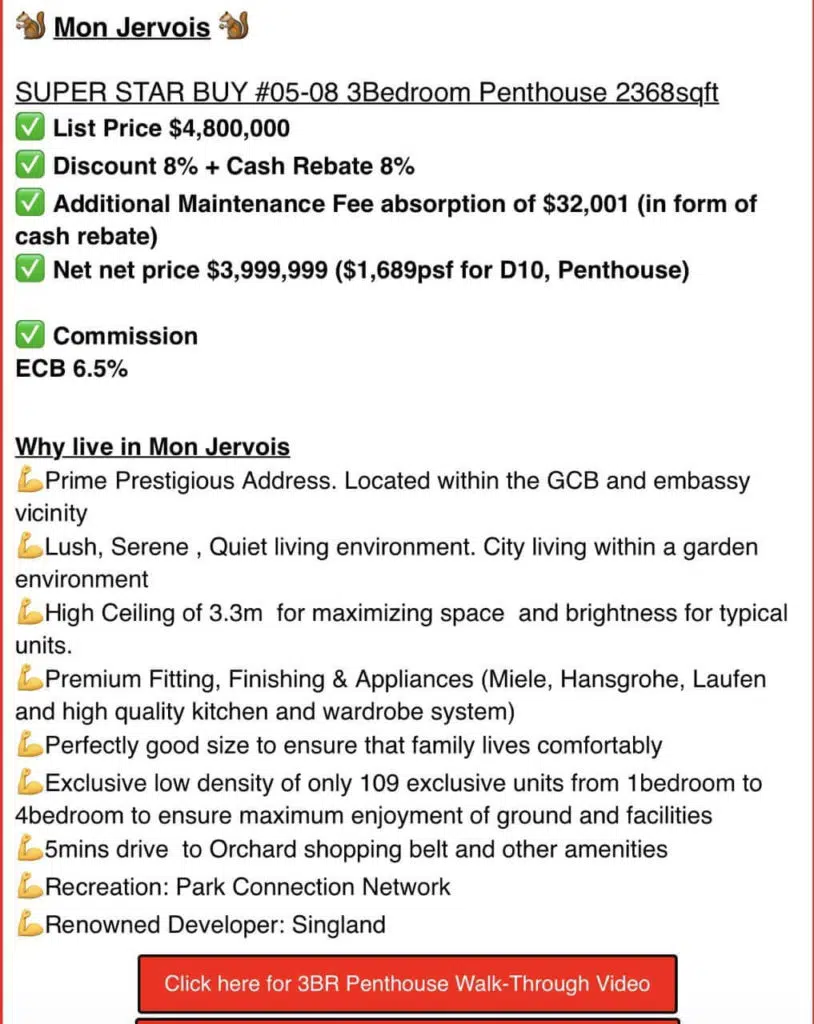 🐿️ Mon Jervois 🐿️
SUPER STAR BUY #05-08 3Bedroom Penthouse 2368sqft
✅ List Price $4,800,000
✅ Discount 8% + Cash Rebate 8%
✅ Additional Maintenance Fee absorption of $32,001 (in form of
cash rebate)
✅ Net net price $3,999,999 ($1,689psf for D10, Penthouse)
✅ Commission
ECB 6.5%
Why live in Mon Jervois
💪Prime Prestigious Address. Located within the GCB and embassy
vicinity
💪Lush, Serene , Quiet living environment. City living within a garden
environment
💪High Ceiling of 3.3m  for maximizing space  and brightness for typical
units.
💪Premium Fitting, Finishing & Appliances (Miele, Hansgrohe, Laufen
and high quality kitchen and wardrobe system)
💪Perfectly good size to ensure that family lives comfortably
💪Exclusive low density of only 109 exclusive units from 1bedroom to
4bedroom to ensure maximum enjoyment of ground and facilities
💪5mins drive  to Orchard shopping belt and other amenities
💪Recreation: Park Connection Network
💪Renowned Developer: Singland
Click here for 3BR Penthouse Walk-Through Video